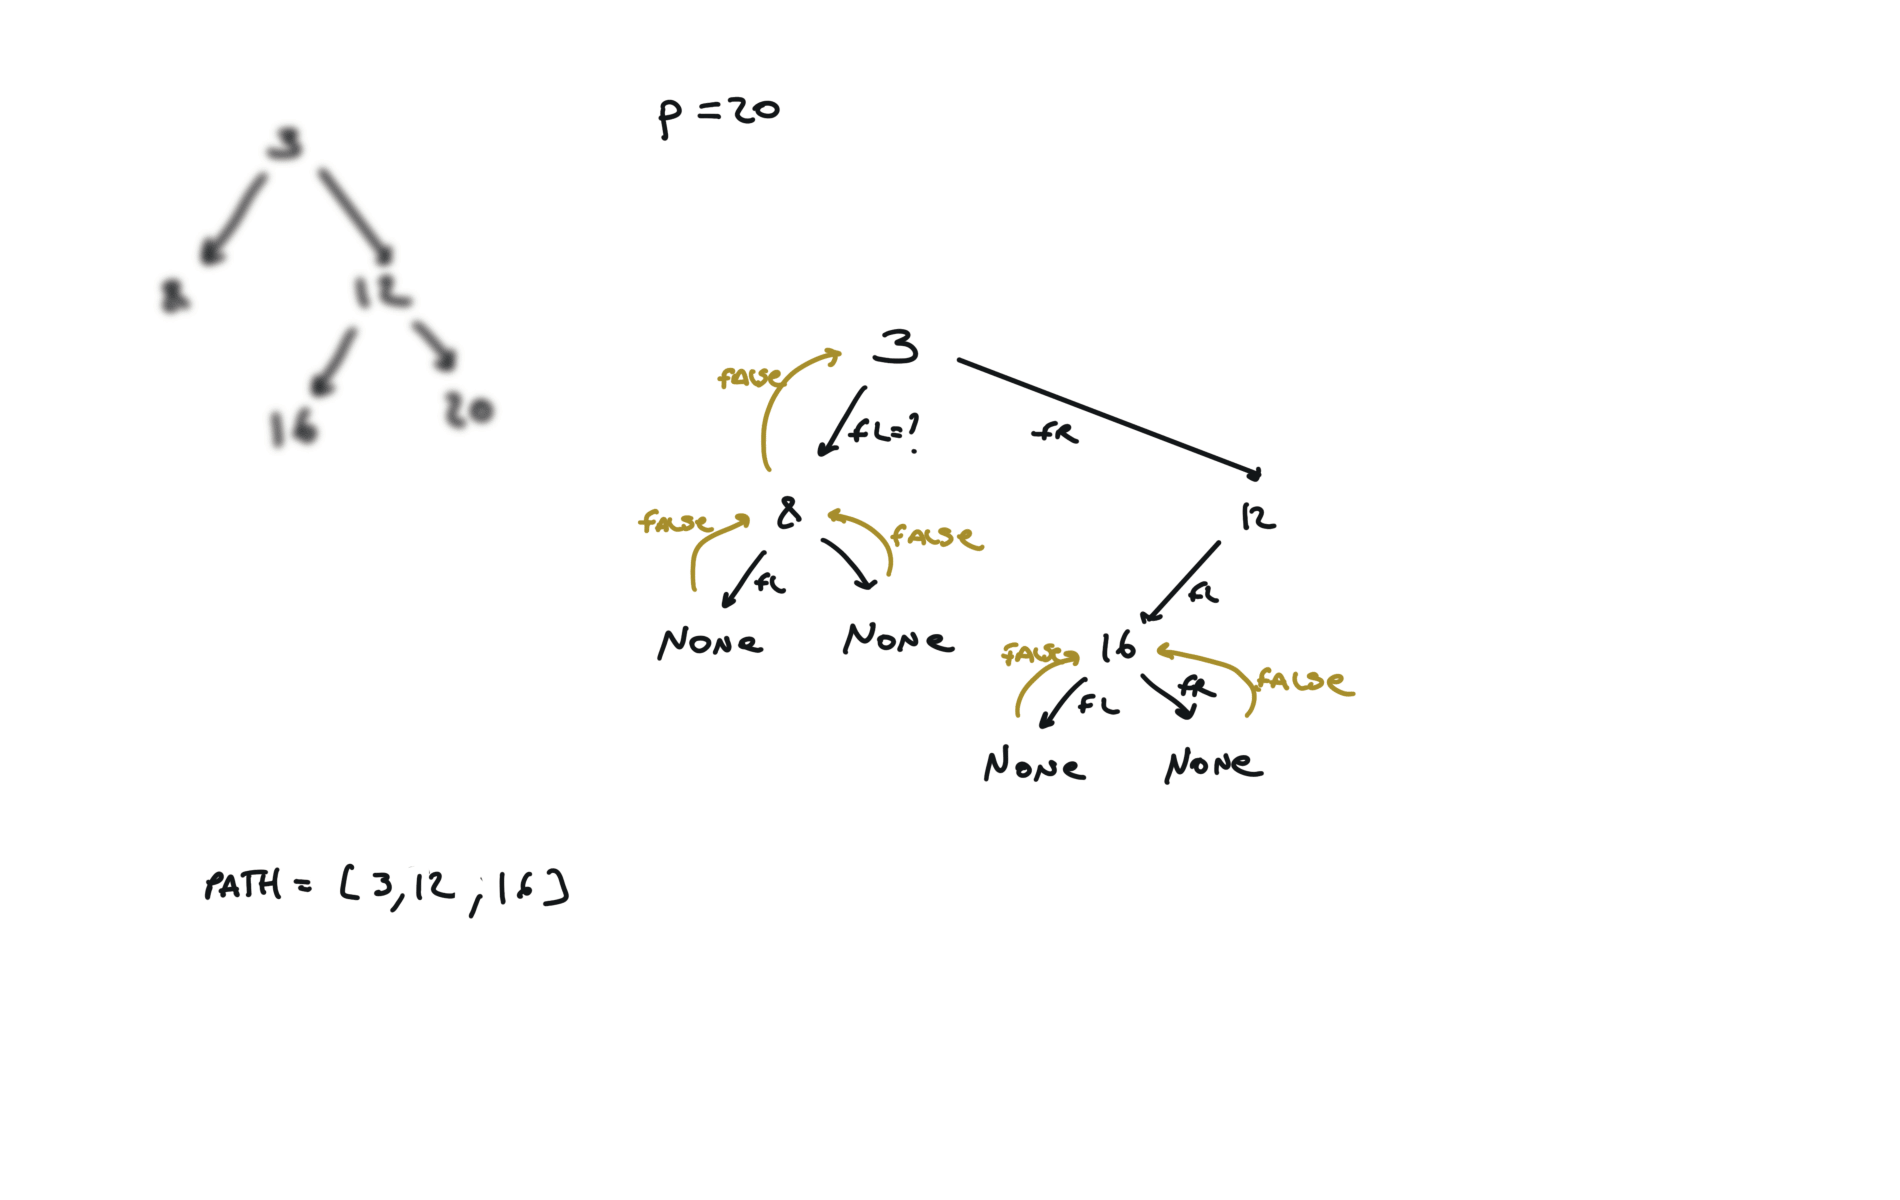 p = 20
3
8 12
16 20
3
false
fL=? fR
8 12
false false
fL fL
None None
16
false false
fL fR
None None
PATH = [3,12,16]